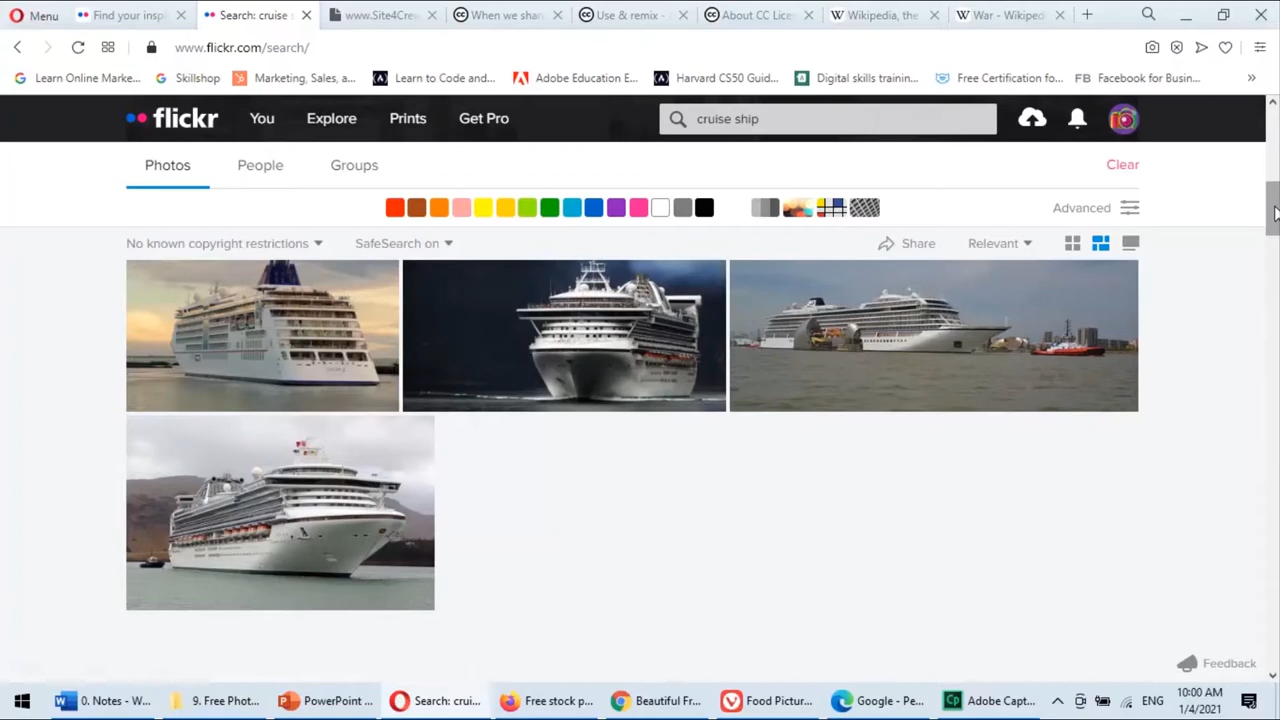 Menu
Find your inspi
Search: cruise s
www.Site4Cre
When we shar
Use & remix -
About CC Lice
Wikipedia, the
War - Wikiped
www.flickr.com/search/
Learn Online Marke...
Skillshop
Marketing, Sales, a...
Learn to Code and...
Adobe Education E...
Harvard CS50 Guid...
Digital skills trainin...
Free Certification fo...
FB Facebook for Busin...
»
flickr
You
Explore
Prints
Get Pro
cruise ship
Photos
People
Groups
Clear
Advanced
No known copyright restrictions
SafeSearch on
Share
Relevant
Feedback
0. Notes - W...
9. Free Phot...
PowerPoint ...
Search: crui...
Free stock p...
Beautiful Fr...
Food Pictur...
Google - Pe...
Adobe Capt...
ENG
10:00 AM
1/4/2021